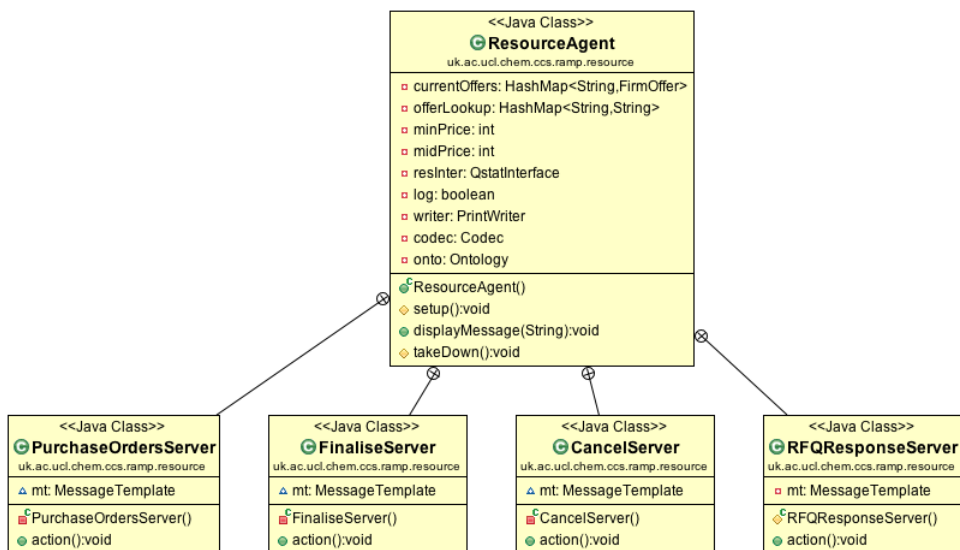 <<Java Class>>
ResourceAgent
uk.ac.ucl.chem.ccs.ramp.resource
currentOffers: HashMap<String,FirmOffer>
offerLookup: HashMap<String,String>
minPrice: int
midPrice: int
resInter: QstatInterface
log: boolean
writer: PrintWriter
codec: Codec
onto: Ontology
ResourceAgent()
setup():void
displayMessage(String):void
takeDown():void
<<Java Class>>
PurchaseOrdersServer
uk.ac.ucl.chem.ccs.ramp.resource
mt: MessageTemplate
PurchaseOrdersServer()
action():void
<<Java Class>>
FinaliseServer
uk.ac.ucl.chem.ccs.ramp.resource
mt: MessageTemplate
FinaliseServer()
action():void
<<Java Class>>
CancelServer
uk.ac.ucl.chem.ccs.ramp.resource
mt: MessageTemplate
CancelServer()
action():void
<<Java Class>>
RFQResponseServer
uk.ac.ucl.chem.ccs.ramp.resource
mt: MessageTemplate
RFQResponseServer()
action():void